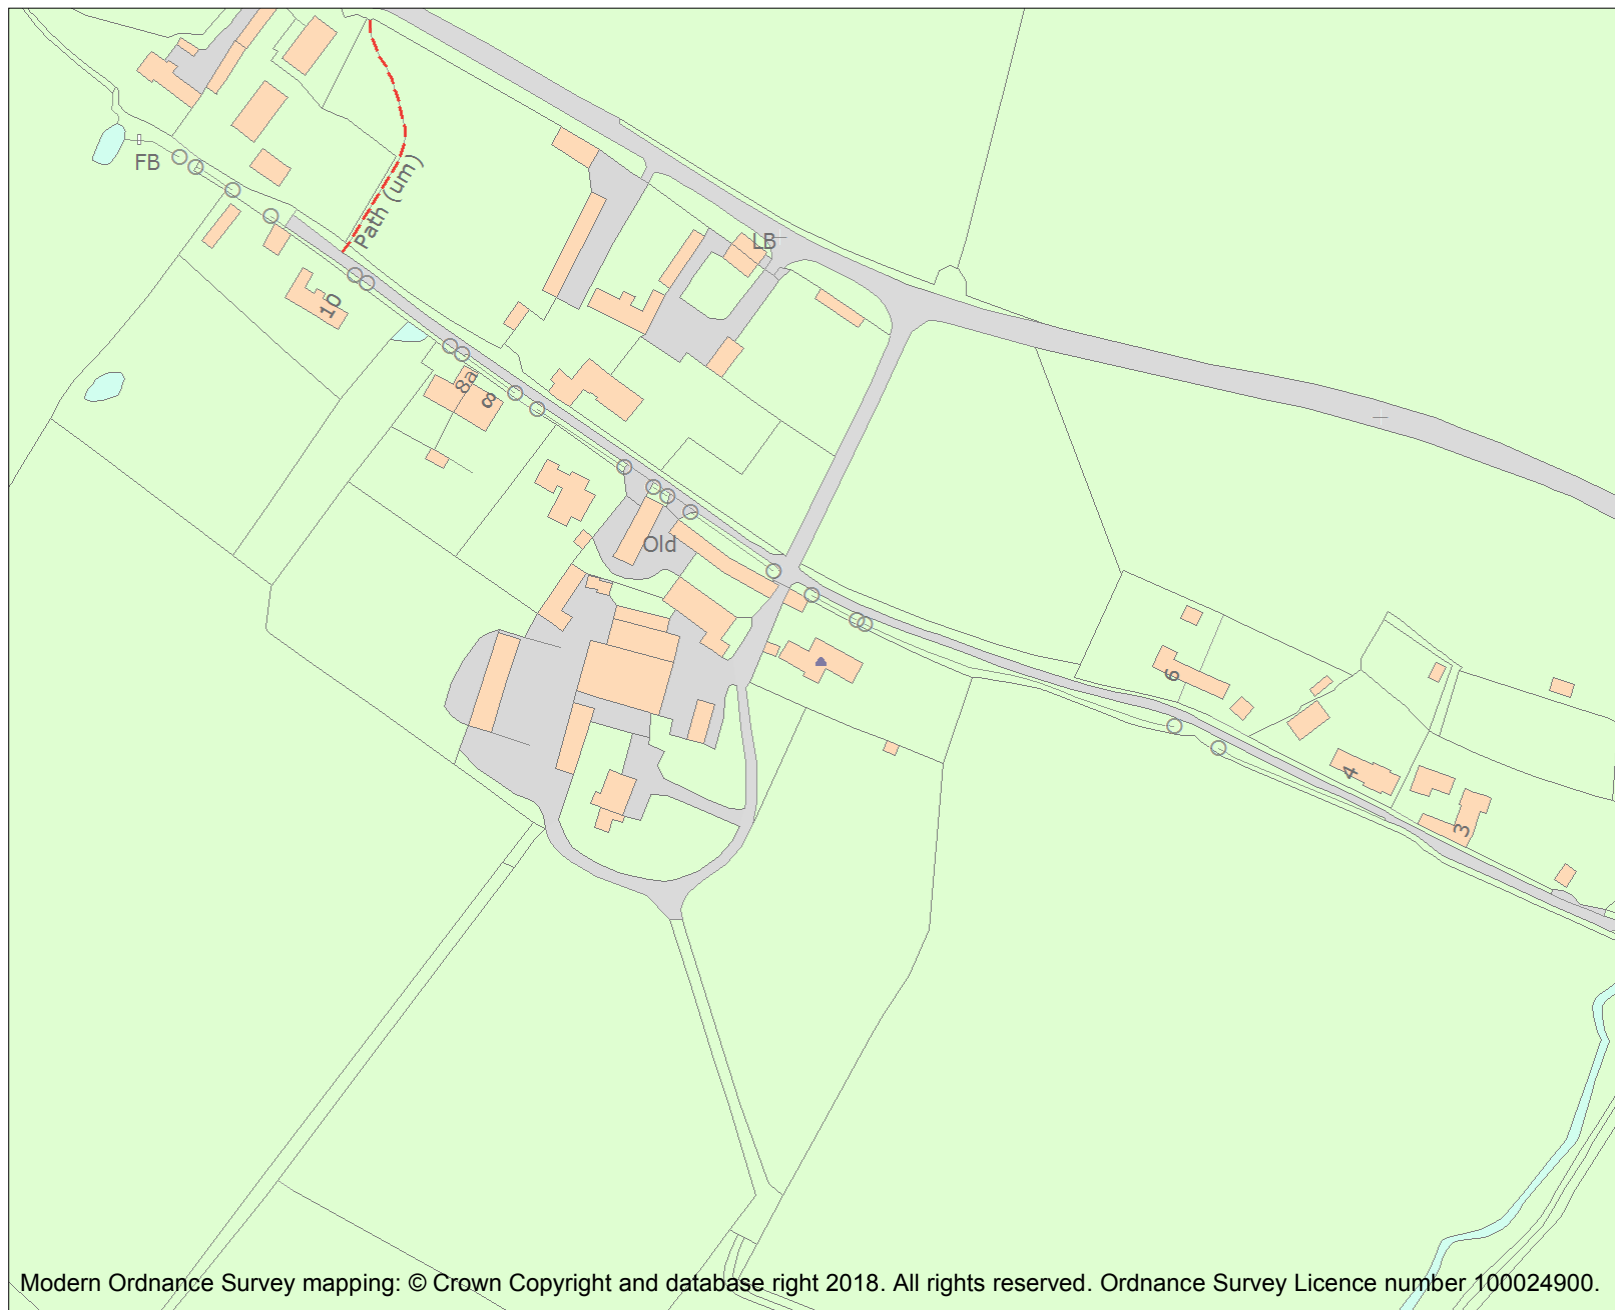 FB
Path (um)
LB
10
8a
8
Old
6
4
3
Modern Ordnance Survey mapping: © Crown Copyright and database right 2018. All rights reserved. Ordnance Survey Licence number 100024900.